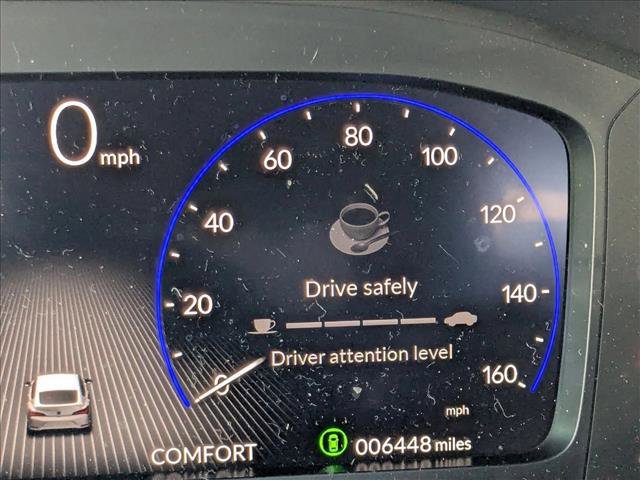 0 mph
80
60
100
40
120
Drive safely
20
140
Driver attention level
0
160
mph
COMFORT
006448 miles